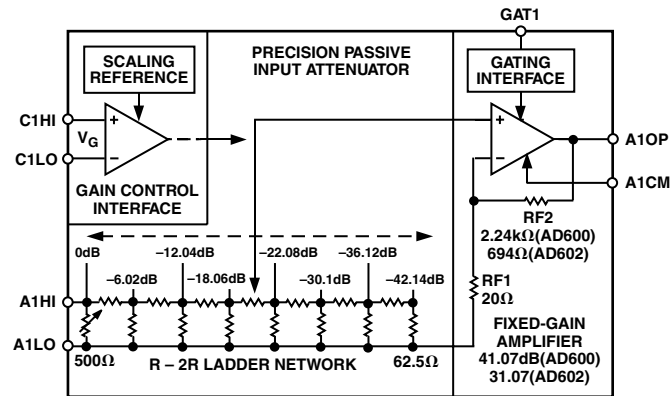 GAT1
SCALING
REFERENCE
PRECISION PASSIVE
INPUT ATTENUATOR
GATING
INTERFACE
C1HI
VG
C1LO
+
–
GAIN CONTROL
INTERFACE
+
–
A1OP
A1CM
RF2
2.24kΩ(AD600)
694Ω(AD602)
0dB
–12.04dB
–22.08dB
–36.12dB
–6.02dB
–18.06dB
–30.1dB
–42.14dB
RF1
20Ω
A1HI
A1LO
500Ω
R – 2R LADDER NETWORK
62.5Ω
FIXED-GAIN
AMPLIFIER
41.07dB(AD600)
31.07(AD602)